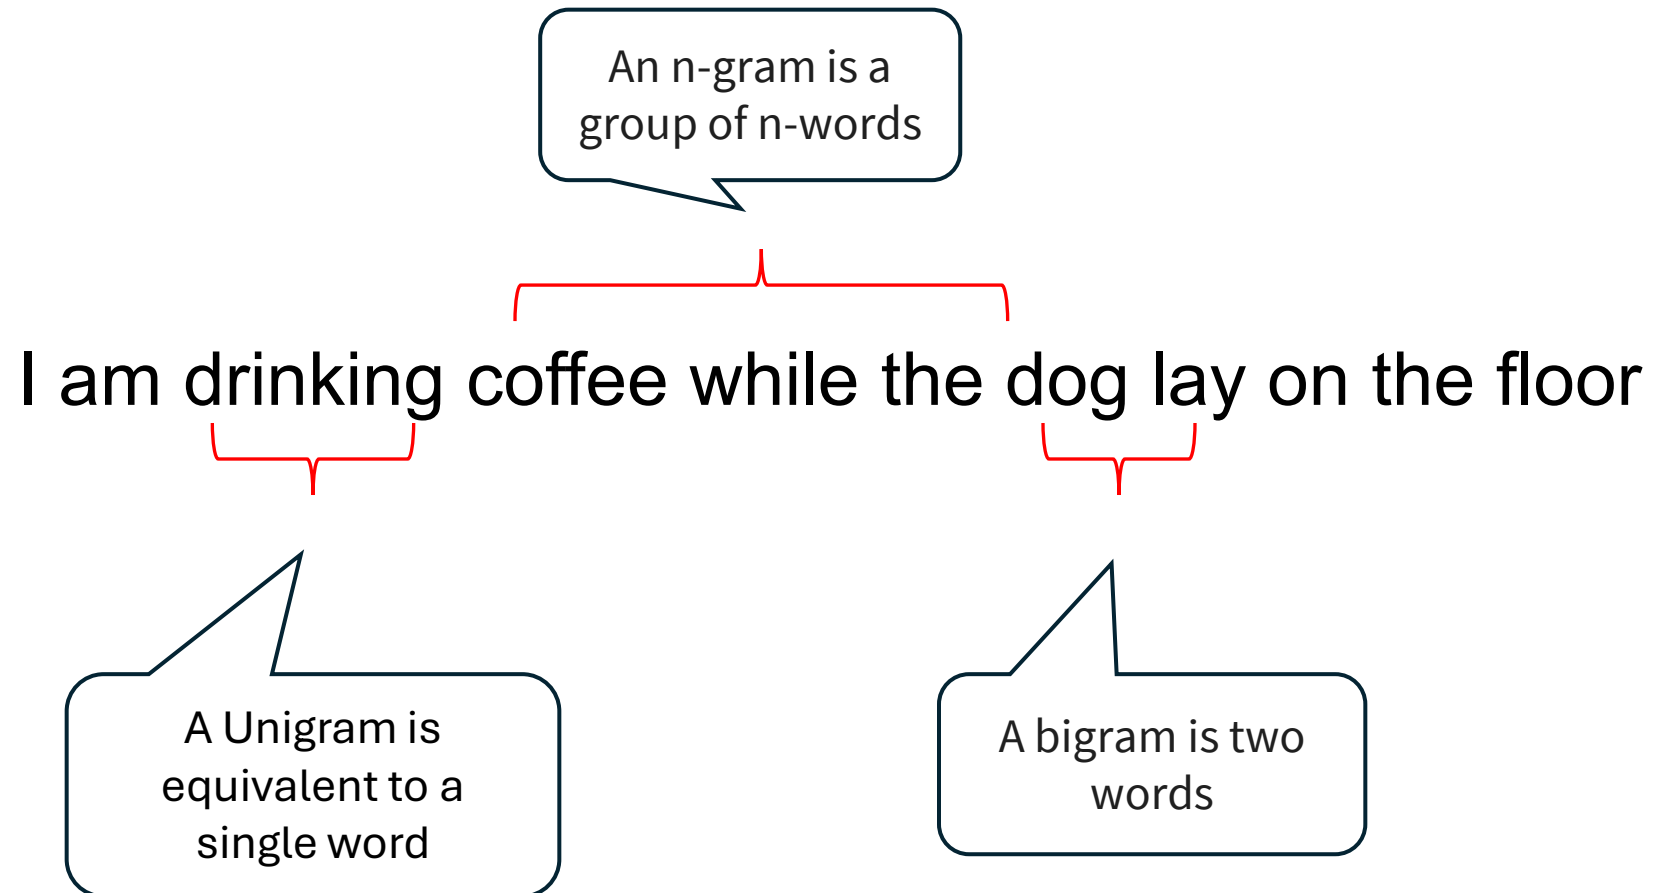 An n-gram is a
group of n-words
I am drinking coffee while the dog lay on the floor
A Unigram is
equivalent to a
single word
A bigram is two
words